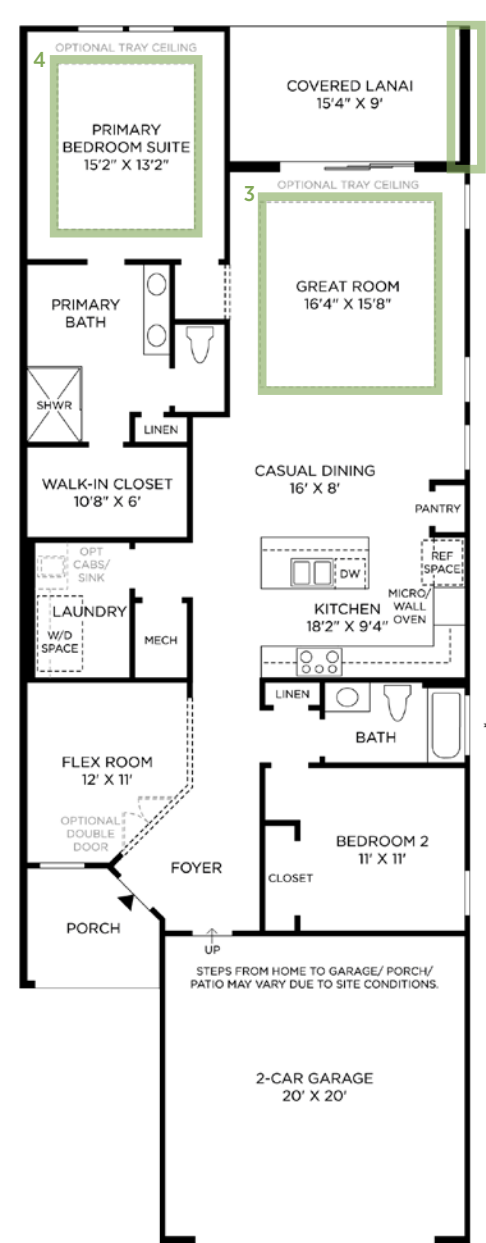 OPTIONAL TRAY CEILING
4
PRIMARY
BEDROOM SUITE
15'2" X 13'2"
COVERED LANAI
15'4" X 9'
OPTIONAL TRAY CEILING
3
GREAT ROOM
16'4" X 15'8"
PRIMARY
BATH
SHWR
LINEN
WALK-IN CLOSET
10'8" X 6'
CASUAL DINING
16' X 8'
PANTRY
REF
SPACE
OPT
CABS/
SINK
LAUNDRY
W/D
SPACE
MECH
DW
KITCHEN
18'2" X 9'4"
MICRO/
WALL
OVEN
LINEN
BATH
FLEX ROOM
12' X 11'
OPTIONAL
DOUBLE
DOOR
FOYER
BEDROOM 2
11' X 11'
CLOSET
PORCH
UP
STEPS FROM HOME TO GARAGE/ PORCH/
PATIO MAY VARY DUE TO SITE CONDITIONS.
2-CAR GARAGE
20' X 20'